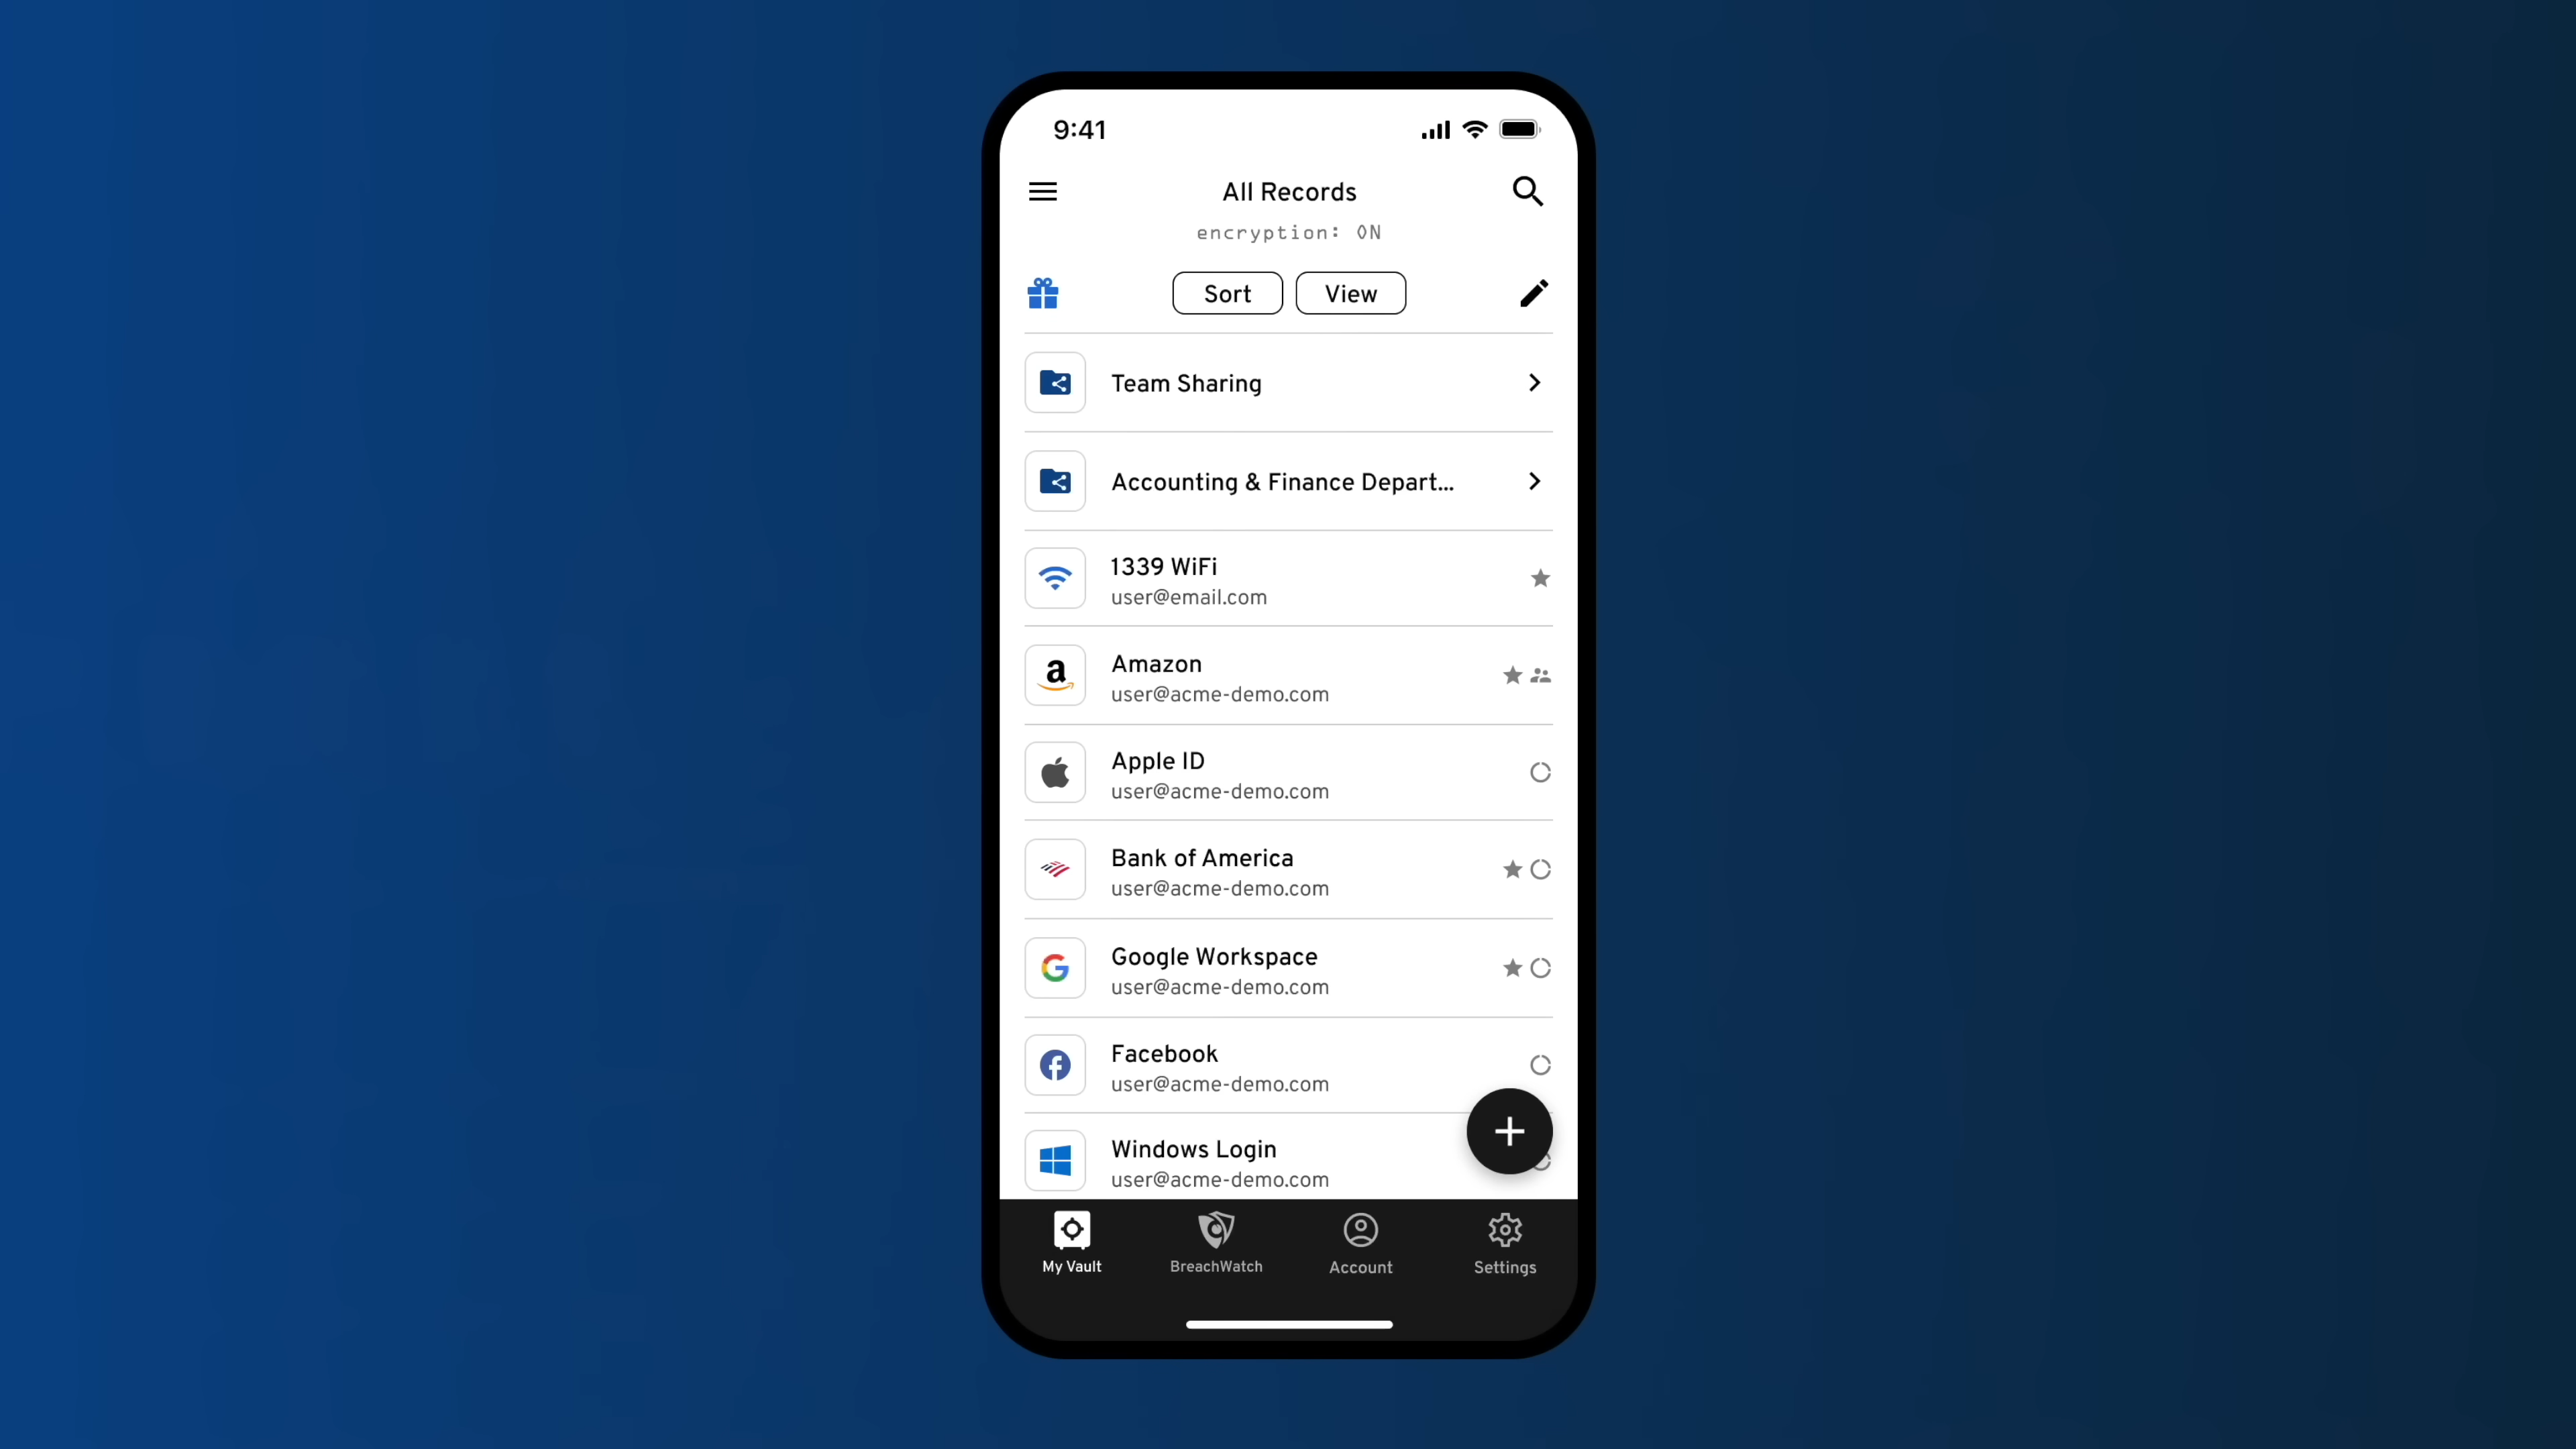 9:41
All Records
encryption: ON
Sort View
Team Sharing
Accounting & Finance Depart...
1339 WiFi
user@email.com
Amazon
user@acme-demo.com
Apple ID
user@acme-demo.com
Bank of America
user@acme-demo.com
Google Workspace
user@acme-demo.com
Facebook
user@acme-demo.com
Windows Login
user@acme-demo.com
My Vault BreachWatch Account Settings